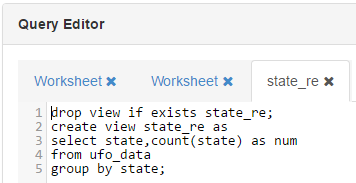 Query Editor
Worksheet ✖ Worksheet ✖ state_re ✖
1 drop view if exists state_re;
2 create view state_re as
3 select state,count(state) as num
4 from ufo_data
5 group by state;